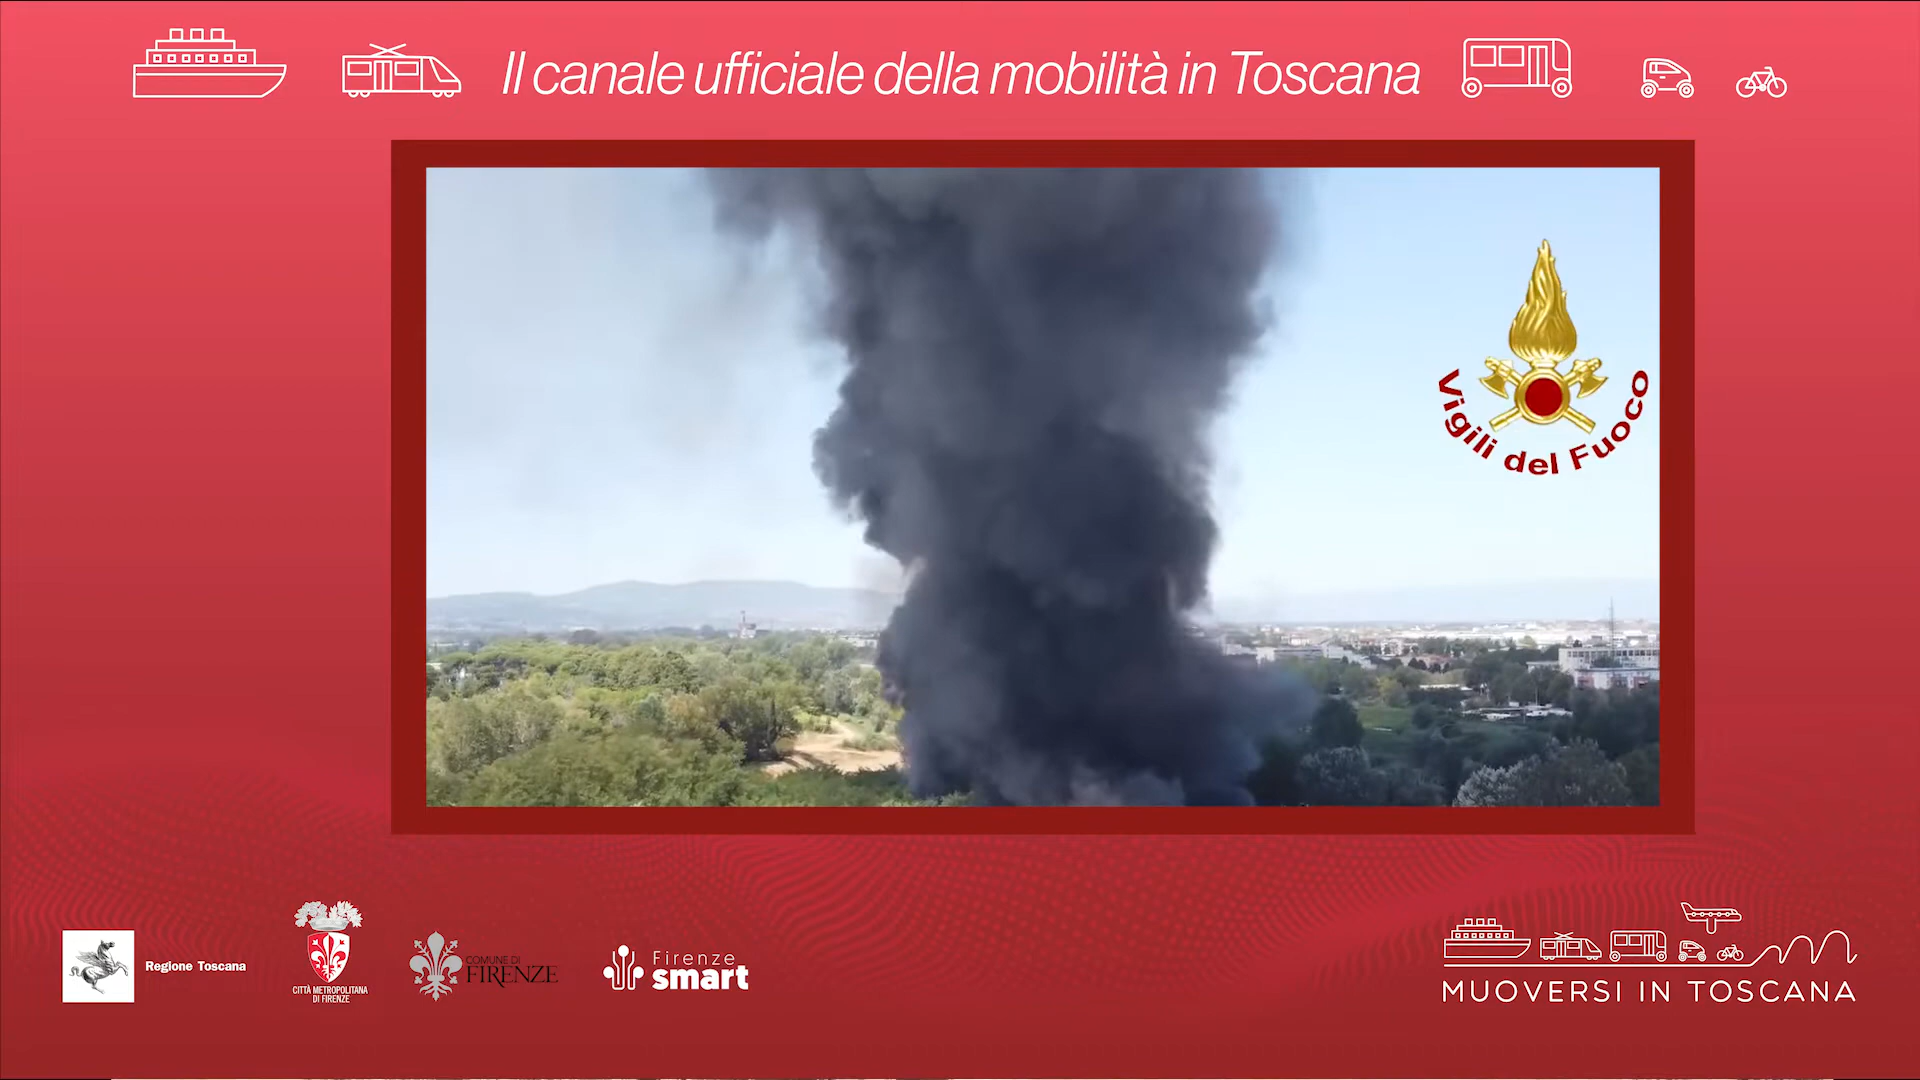 Il canale ufficiale della mobilità in Toscana
Vigili del Fuoco
Regione Toscana
CITTÀ METROPOLITANA
DI FIRENZE
COMUNE DI
FIRENZE
Firenze
smart
MUOVERSI IN TOSCANA